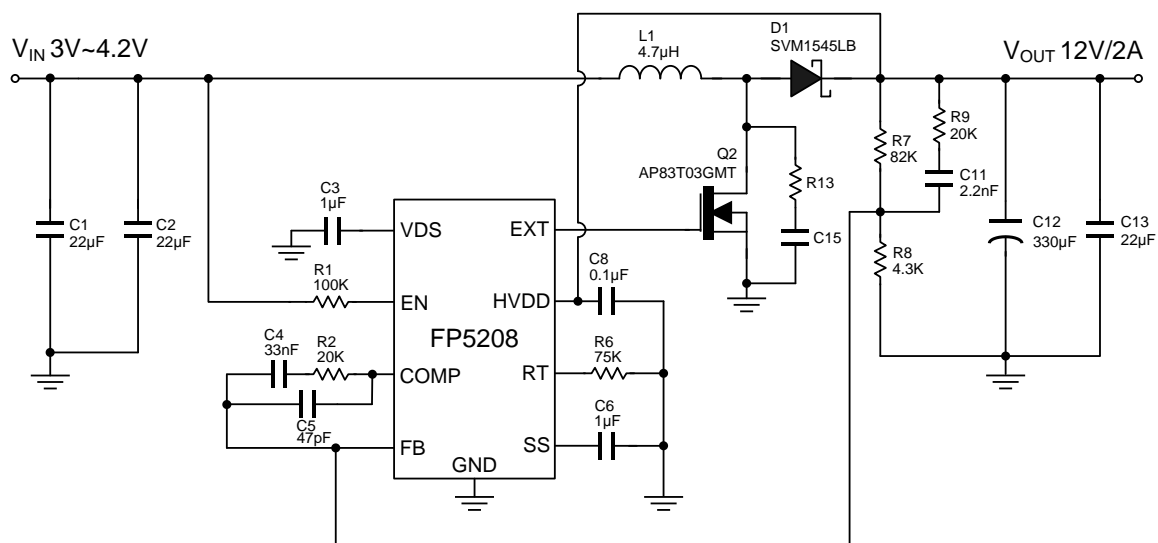 V_IN 3V~4.2V
L1
4.7µH
D1
SVM1545LB
V_OUT 12V/2A
C1
22µF
C2
22µF
C3
1µF
R1
100K
C4
33nF
R2
20K
C5
47pF
VDS
EN
COMP
FB
GND
FP5208
EXT
HVDD
RT
SS
C8
0.1µF
R6
75K
C6
1µF
Q2
AP83T03GMT
R13
C15
R7
82K
R9
20K
C11
2.2nF
R8
4.3K
C12
330µF
C13
22µF